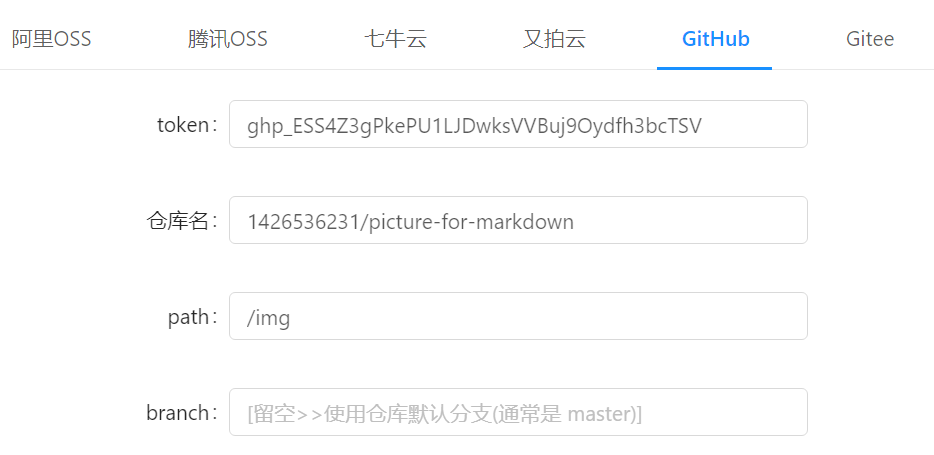 阿里OSS 腾讯OSS 七牛云 又拍云 GitHub Gitee
token: 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
仓库名: 1426536231/picture-for-markdown
path: /img
branch: [留空>>使用仓库默认分支(通常是 master)]